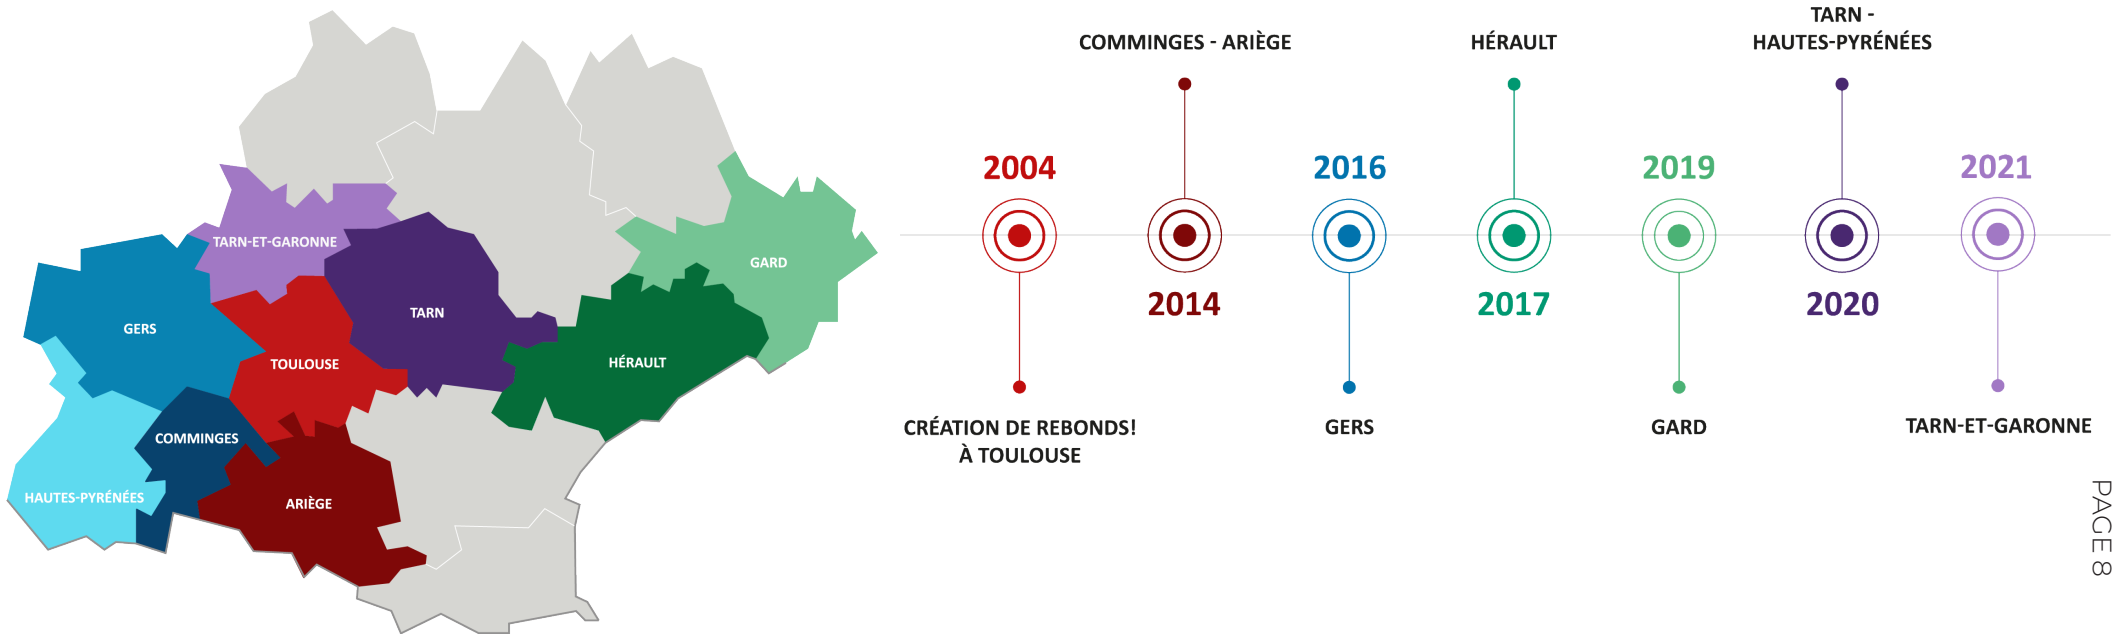 TARN-ET-GARONNE
GARD
TARN
GERS
HÉRAULT
TOULOUSE
COMMINGES
HAUTES-PYRÉNÉES
ARIÈGE
COMMINGES - ARIÈGE
HÉRAULT
TARN -
HAUTES-PYRÉNÉES
2004
2016
2019
2021
2014
2017
2020
CRÉATION DE REBONDS!
À TOULOUSE
GERS
GARD
TARN-ET-GARONNE
PAGE 8